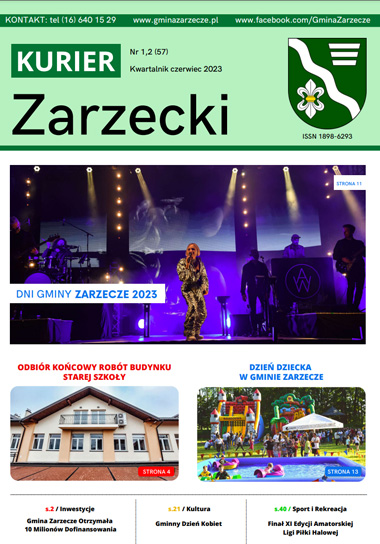 KONTAKT: tel (16) 640 15 29 www.gminazarzecze.pl www.facebook.com/GminaZarzecze
KURIER
Nr 1,2 (57)
Kwartalnik czerwiec 2023
Zarzecki
ISSN 1898-6293
STRONA 11
DNI GMINY ZARZECZE 2023
ODBIÓR KOŃCOWY ROBÓT BUDYNKU
STAREJ SZKOŁY
STRONA 4
DZIEŃ DZIECKA
W GMINIE ZARZECZE
STRONA 13
s.2 / Inwestycje
Gmina Zarzecze Otrzymała
10 Milionów Dofinansowania
s.21 / Kultura
Gminny Dzień Kobiet
s.40 / Sport i Rekreacja
Finał XI Edycji Amatorskiej
Ligi Piłki Halowej